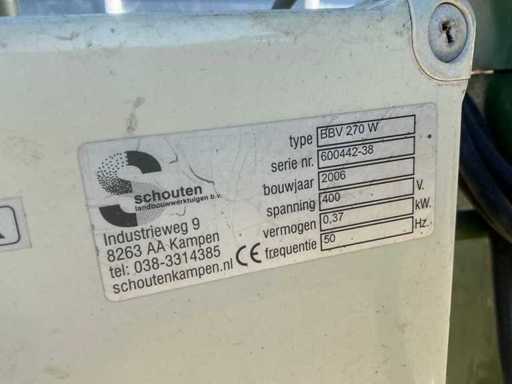 schouten
landbouwwerktuigen b.v.
Industrieweg 9
8263 AA Kampen
tel: 038-3314385
schoutenkampen.nl
CE
type BBV 270 W
serie nr. 600442-38
bouwjaar 2006
spanning 400 V.
vermogen 0,37 kW.
frequentie 50 Hz.